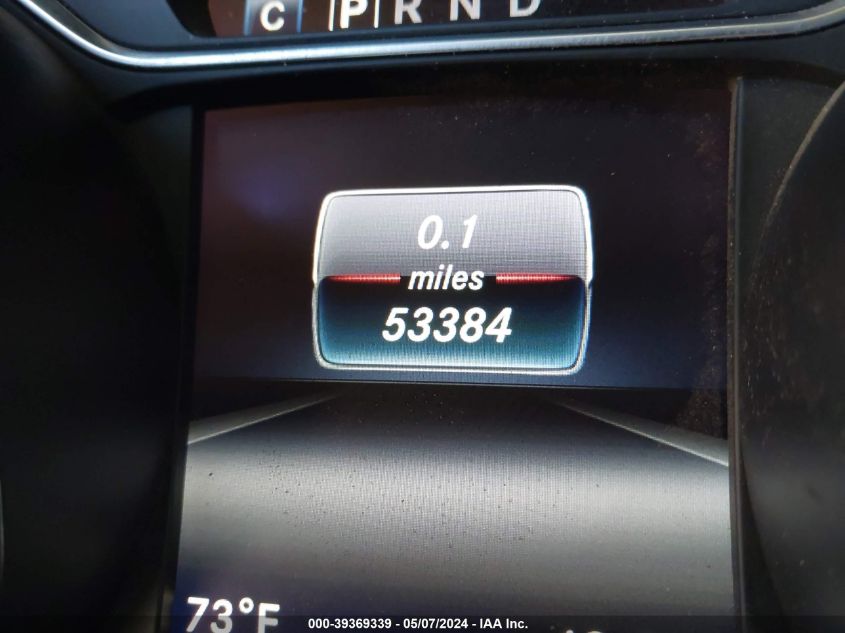 C P R N D
0.1
miles
53384
73°F
000-39369339 - 05/07/2024 - IAA Inc.